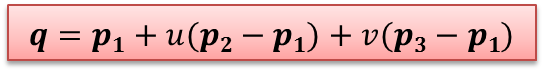 q = p₁ + u(p₂ − p₁) + v(p₃ − p₁)